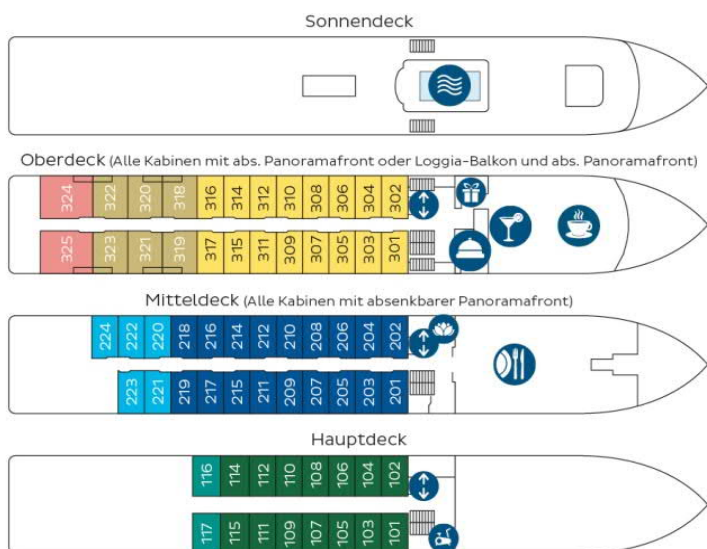 Sonnendeck
Oberdeck (Alle Kabinen mit abs. Panoramafront oder Loggia-Balkon und abs. Panoramafront)
324 322 320 318 316 314 312 310 308 306 304 302
325 323 321 319 317 315 311 309 307 305 303 301
Mitteldeck (Alle Kabinen mit absenkbarer Panoramafront)
224 222 220 218 216 214 212 210 208 206 204 202
223 221 219 217 215 211 209 207 205 203 201
Hauptdeck
116 114 112 110 108 106 104 102
117 115 111 109 107 105 103 101